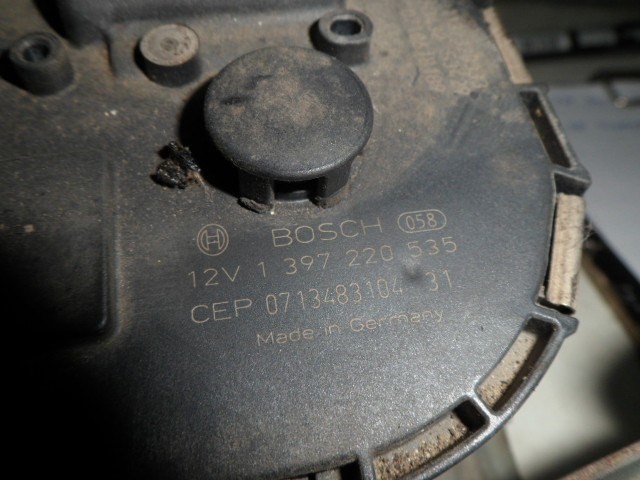 BOSCH 058
12V 1 397 220 535
CEP 0713483104 31
Made in Germany